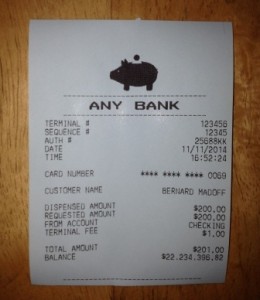 ANY BANK
TERMINAL # 123456
SEQUENCE # 12345
AUTH # 25688KK
DATE 11/11/2014
TIME 16:52:24
CARD NUMBER **** **** **** 0069
CUSTOMER NAME BERNARD MADOFF
DISPENSED AMOUNT $200.00
REQUESTED AMOUNT $200.00
FROM ACCOUNT CHECKING
TERMINAL FEE $1.00
TOTAL AMOUNT $201.00
BALANCE $22.234.396.82